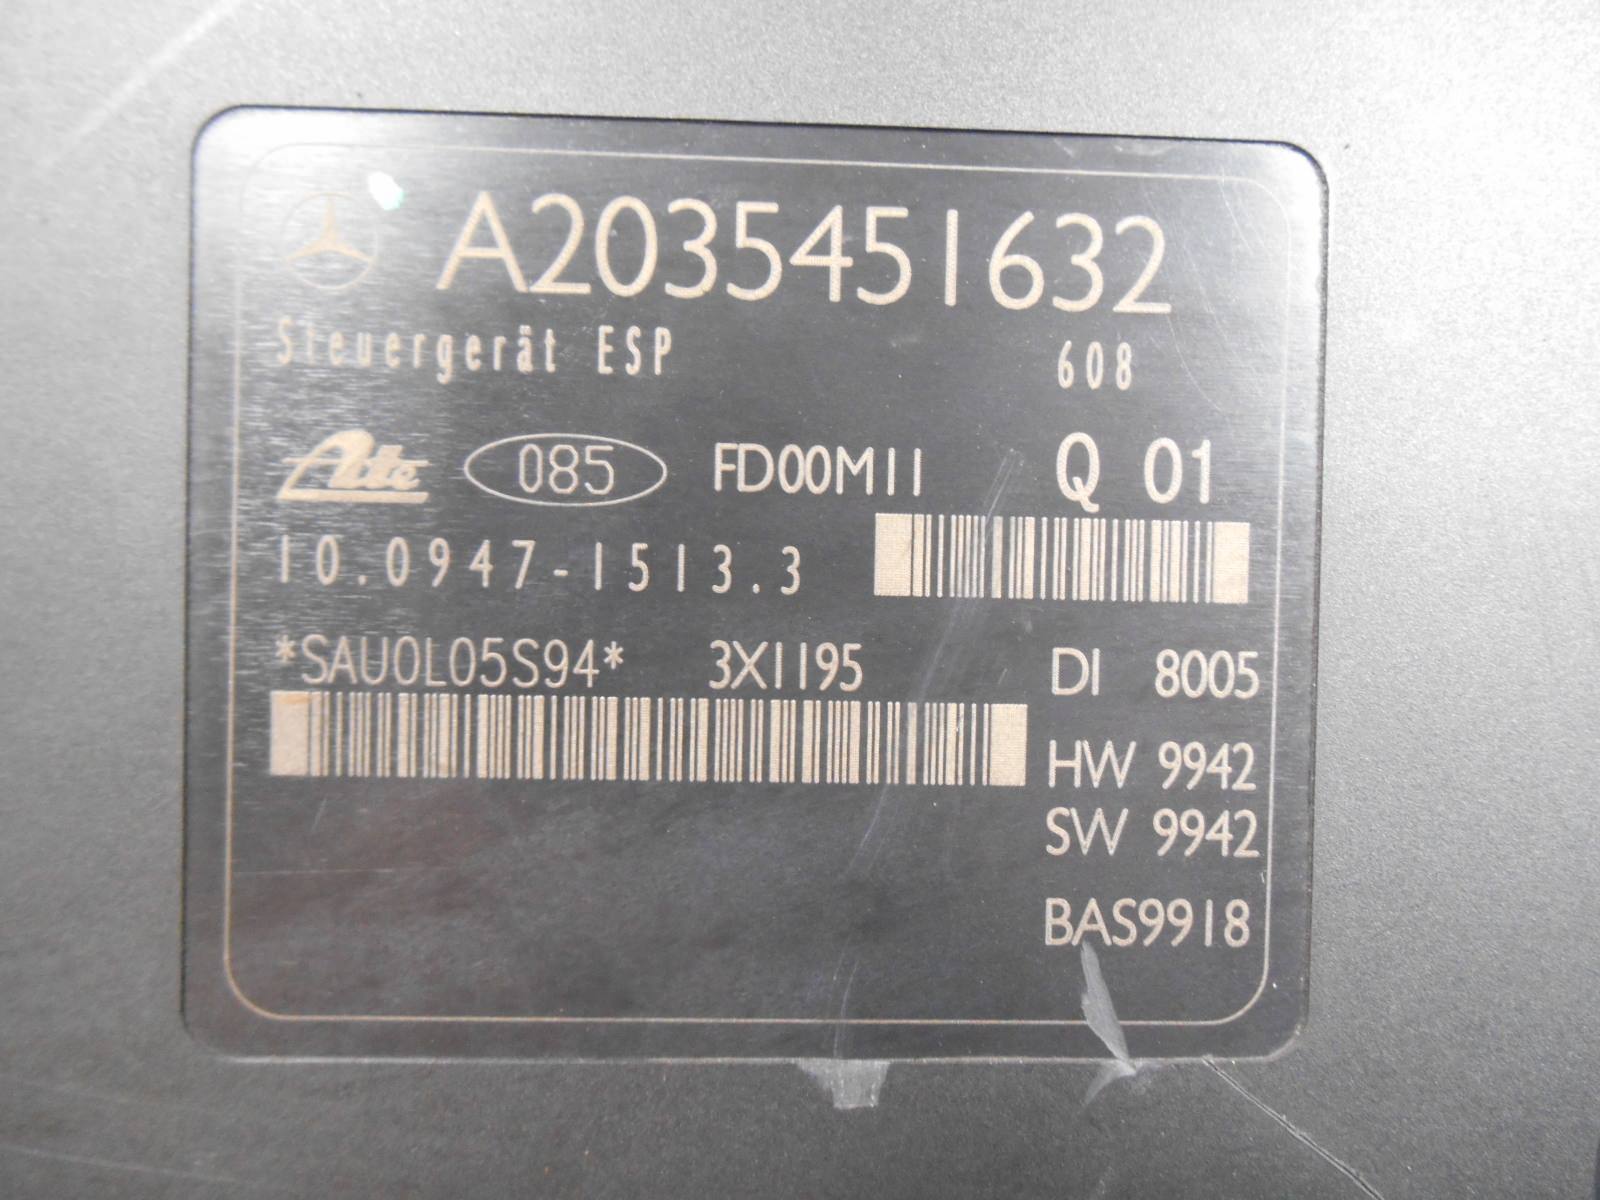 A2035451632
Steuergerät ESP 608
Ate 085 FD00M11 Q 01
10.0947-1513.3
*SAU0L05S94* 3X1195 DI 8005
HW 9942
SW 9942
BAS9918